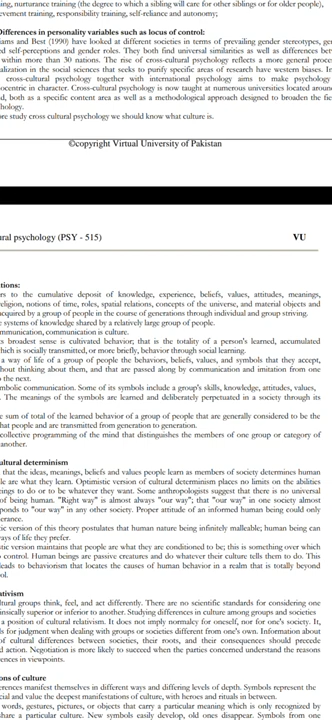 ing, nurturance training (the degree to which a sibling will care for other siblings or for older people),
evement training, responsibility training, self-reliance and autonomy;
Differences in personality variables such as locus of control:
ams and Best (1990) have looked at different societies in terms of prevailing gender stereotypes, ge
ed self-perceptions and gender roles. They both find universal similarities as well as differences bet
within more than 30 nations. The rise of cross-cultural psychology reflects a more general proce
alization in the social sciences that seeks to purify specific areas of research have western biases. In
cross-cultural psychology together with international psychology aims to make psychology
ocentric in character. Cross-cultural psychology is now taught at numerous universities located aroun
d, both as a specific content area as well as a methodological approach designed to broaden the fie
hology.
re study cross cultural psychology we should know what culture is.
©copyright Virtual University of Pakistan
ural psychology (PSY - 515) VU
tions:
rs to the cumulative deposit of knowledge, experience, beliefs, values, attitudes, meanings,
religion, notions of time, roles, spatial relations, concepts of the universe, and material objects and
acquired by a group of people in the course of generations through individual and group striving.
e systems of knowledge shared by a relatively large group of people.
mmunication, communication is culture.
ts broadest sense is cultivated behavior; that is the totality of a person's learned, accumulated
hich is socially transmitted, or more briefly, behavior through social learning.
a way of life of a group of people the behaviors, beliefs, values, and symbols that they accept,
hout thinking about them, and that are passed along by communication and imitation from one
o the next.
mbolic communication. Some of its symbols include a group's skills, knowledge, attitudes, values,
. The meanings of the symbols are learned and deliberately perpetuated in a society through its
e sum of total of the learned behavior of a group of people that are generally considered to be the
that people and are transmitted from generation to generation.
collective programming of the mind that distinguishes the members of one group or category of
another.
ultural determinism
that the ideas, meanings, beliefs and values people learn as members of society determines human
le are what they learn. Optimistic version of cultural determinism places no limits on the abilities
eings to do or to be whatever they want. Some anthropologists suggest that there is no universal
of being human. "Right way" is almost always "our way"; that "our way" in one society almost
ponds to "our way" in any other society. Proper attitude of an informed human being could only
erance.
tic version of this theory postulates that human nature being infinitely malleable; human being can
ways of life they prefer.
stic version maintains that people are what they are conditioned to be; this is something over which
o control. Human beings are passive creatures and do whatever their culture tells them to do. This
leads to behaviorism that locates the causes of human behavior in a realm that is totally beyond
ol.
ativism
ltural groups think, feel, and act differently. There are no scientific standards for considering one
insically superior or inferior to another. Studying differences in culture among groups and societies
a position of cultural relativism. It does not imply normalcy for oneself, nor for one's society. It,
ls for judgment when dealing with groups or societies different from one's own. Information about
of cultural differences between societies, their roots, and their consequences should precede
d action. Negotiation is more likely to succeed when the parties concerned understand the reasons
ences in viewpoints.
ons of culture
erences manifest themselves in different ways and differing levels of depth. Symbols represent the
cial and value the deepest manifestations of culture, with heroes and rituals in between.
words, gestures, pictures, or objects that carry a particular meaning which is only recognized by
share a particular culture. New symbols easily develop, old ones disappear. Symbols from one